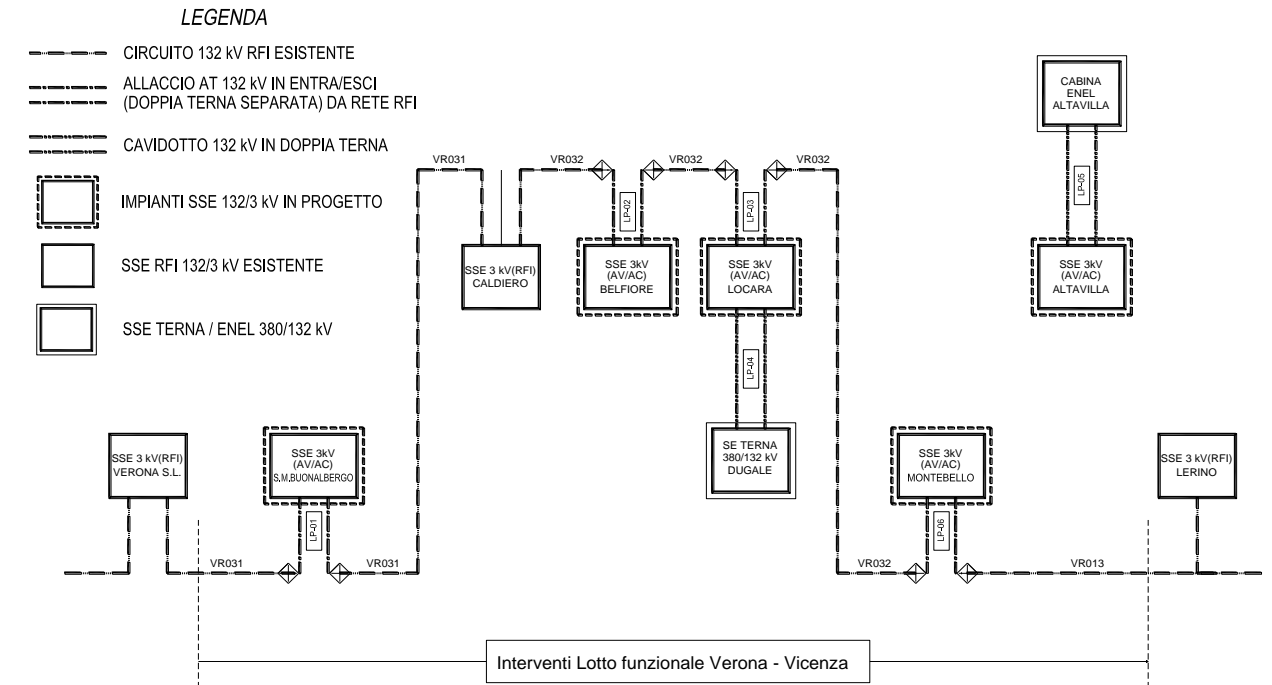 LEGENDA
CIRCUITO 132 kV RFI ESISTENTE
ALLACCIO AT 132 kV IN ENTRA/ESCI
(DOPPIA TERNA SEPARATA) DA RETE RFI
CAVIDOTTO 132 kV IN DOPPIA TERNA
IMPIANTI SSE 132/3 kV IN PROGETTO
SSE RFI 132/3 kV ESISTENTE
SSE TERNA / ENEL 380/132 kV
CABINA
ENEL
ALTAVILLA
LP-05
SSE 3kV
(AV/AC)
ALTAVILLA
VR031
VR032
VR032
VR032
LP-02
LP-03
SSE 3 kV(RFI)
CALDIERO
SSE 3kV
(AV/AC)
BELFIORE
SSE 3kV
(AV/AC)
LOCARA
LP-04
SE TERNA
380/132 kV
DUGALE
SSE 3 kV(RFI)
VERONA S.L.
SSE 3kV
(AV/AC)
S,M,BUONALBERGO
SSE 3kV
(AV/AC)
MONTEBELLO
SSE 3 kV(RFI)
LERINO
LP-01
LP-06
VR031
VR031
VR032
VR013
Interventi Lotto funzionale Verona - Vicenza